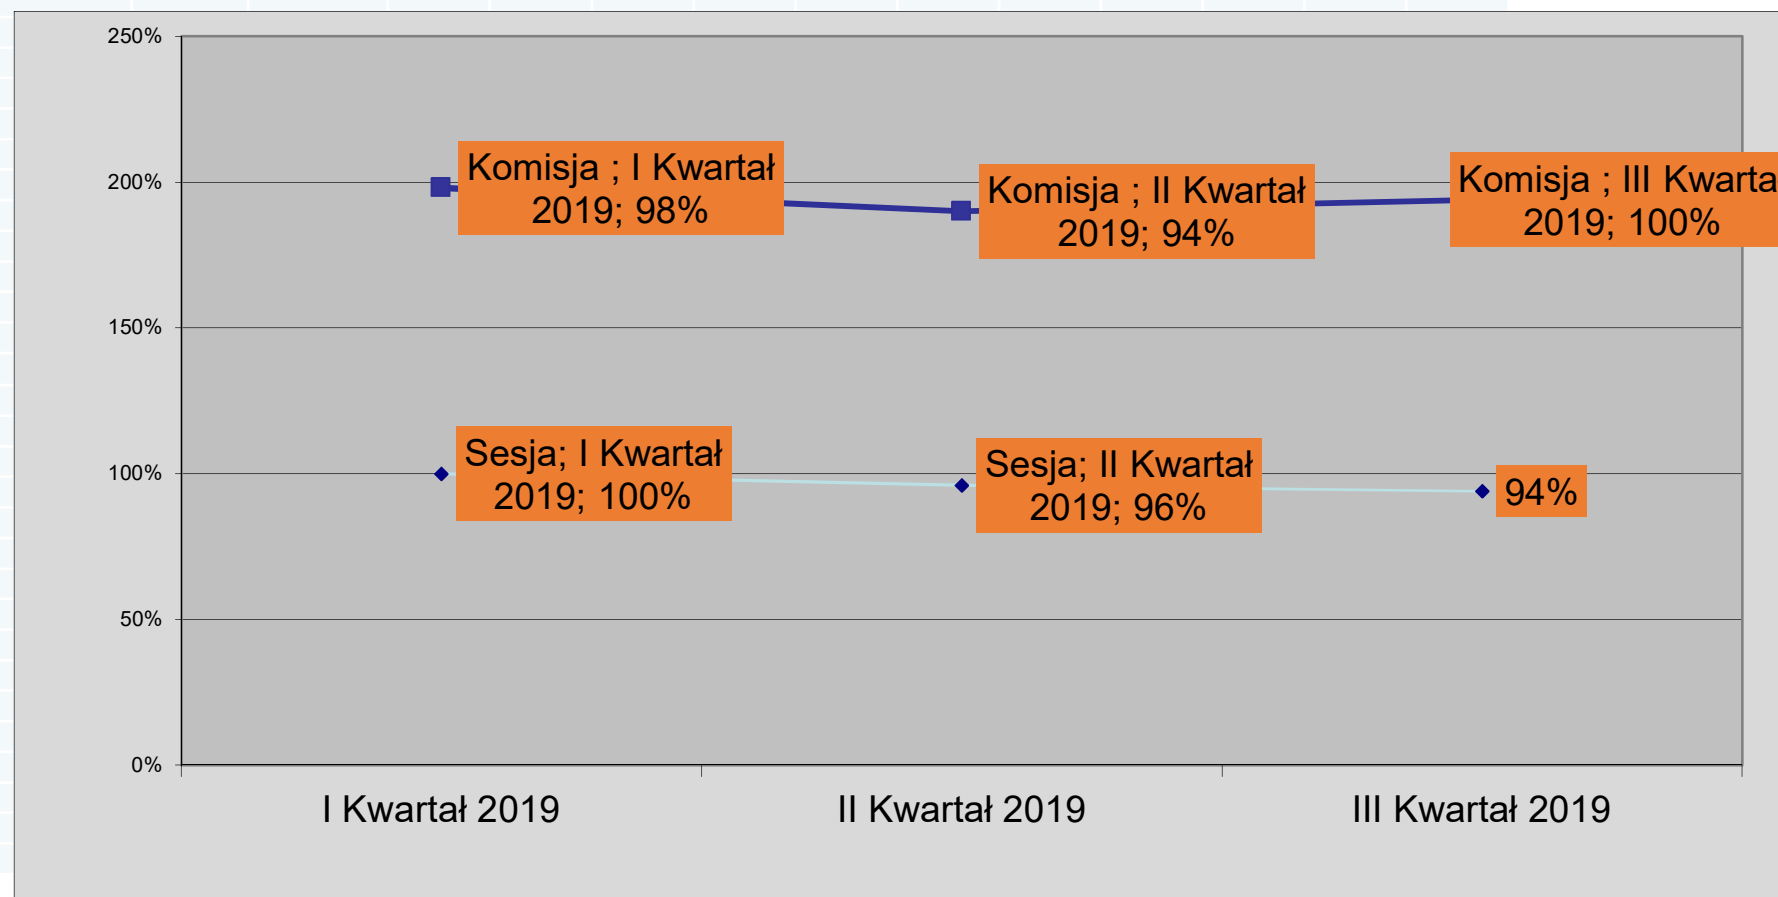 250%
200%
150%
100%
50%
0%
Komisja ; I Kwartał
2019; 98%
Komisja ; II Kwartał
2019; 94%
Komisja ; III Kwarta
2019; 100%
Sesja; I Kwartał
2019; 100%
Sesja; II Kwartał
2019; 96%
94%
I Kwartał 2019
II Kwartał 2019
III Kwartał 2019